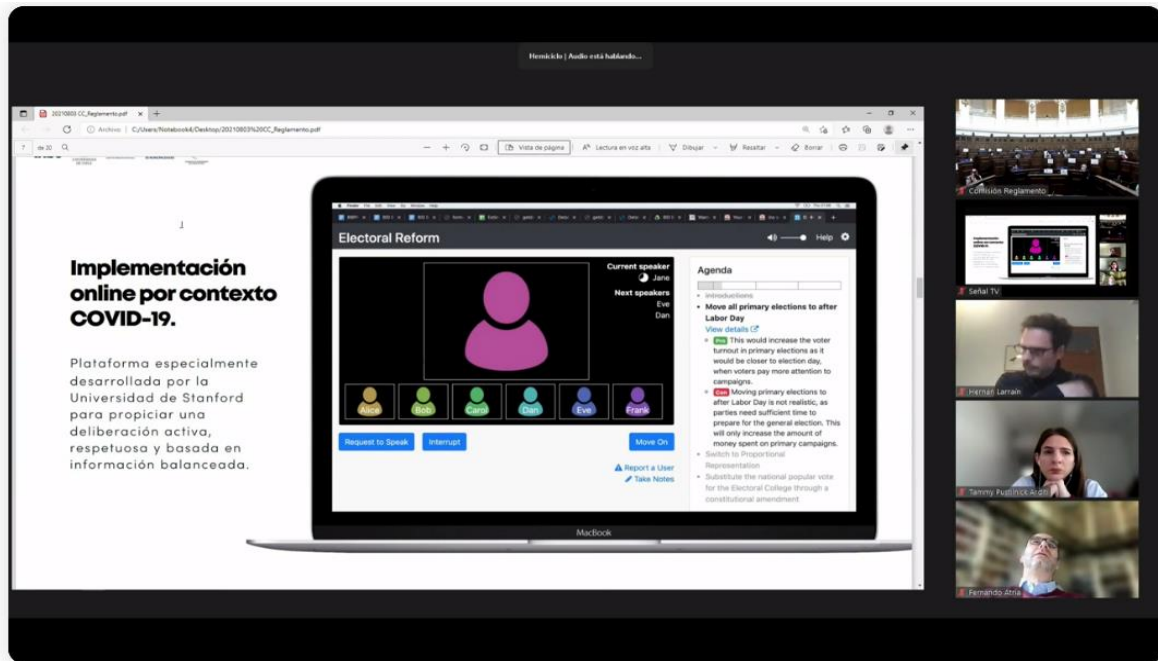 Hemiciclo | Audio está hablando...
20210803 CC_Reglamento.pdf
Archivo | C:/Users/Notebook4/Desktop/20210803%20CC_Reglamento.pdf
7 de 20
Vista de página
Lectura en voz alta
Dibujar
Resaltar
Borrar
Implementación
online por contexto
COVID-19.
Plataforma especialmente
desarrollada por la
Universidad de Stanford
para propiciar una
deliberación activa,
respetuosa y basada en
información balanceada.
Electoral Reform
Help
Current speaker
Jane
Next speakers
Eve
Dan
Alice
Bob
Carol
Dan
Eve
Frank
Request to Speak
Interrupt
Move On
Report a User
Take Notes
Agenda
Introductions
Move all primary elections to after
Labor Day
View details
Pro This would increase the voter
turnout in primary elections as it
would be closer to election day,
when voters pay more attention to
campaigns.
Con Moving primary elections to
after Labor Day is not realistic, as
parties need sufficient time to
prepare for the general election. This
will only increase the amount of
money spent on primary campaigns.
Switch to Proportional
Representation
Substitute the national popular vote
for the Electoral College through a
constitutional amendment
MacBook
Comisión Reglamento
Señal TV
Hernan Larraín
Tammy Pustilnick Arditi
Fernando Atria